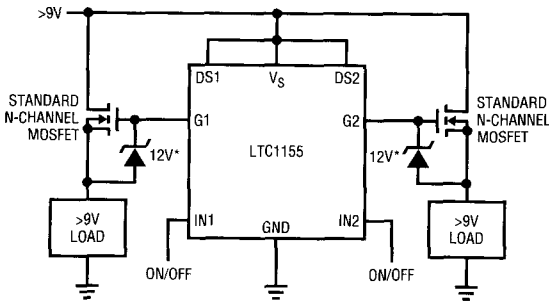 >9V
DS1 VS DS2
STANDARD
N-CHANNEL
MOSFET
G1
G2
STANDARD
N-CHANNEL
MOSFET
12V*
LTC1155
12V*
>9V
LOAD
IN1
GND
IN2
>9V
LOAD
ON/OFF
ON/OFF